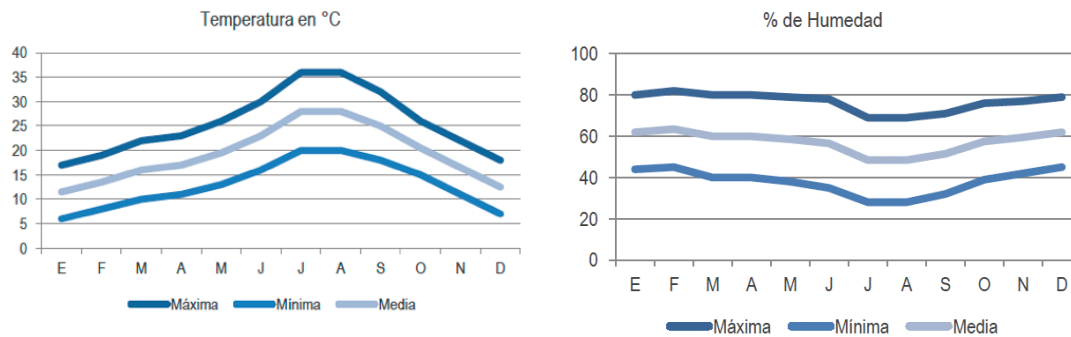 Temperatura en °C
40
35
30
25
20
15
10
5
0
E F M A M J J A S O N D
Máxima Mínima Media
% de Humedad
100
80
60
40
20
0
E F M A M J J A S O N D
Máxima Mínima Media